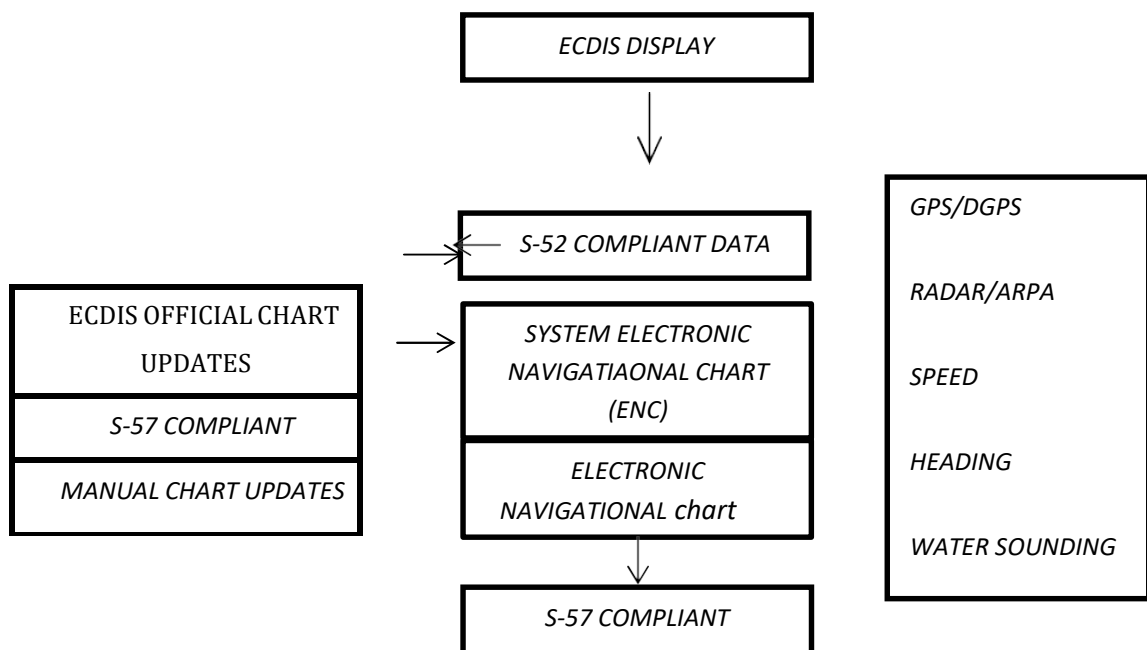 ECDIS DISPLAY
S-52 COMPLIANT DATA
ECDIS OFFICIAL CHART
UPDATES
S-57 COMPLIANT
MANUAL CHART UPDATES
SYSTEM ELECTRONIC
NAVIGATIAONAL CHART
(ENC)
ELECTRONIC
NAVIGATIONAL chart
S-57 COMPLIANT
GPS/DGPS
RADAR/ARPA
SPEED
HEADING
WATER SOUNDING